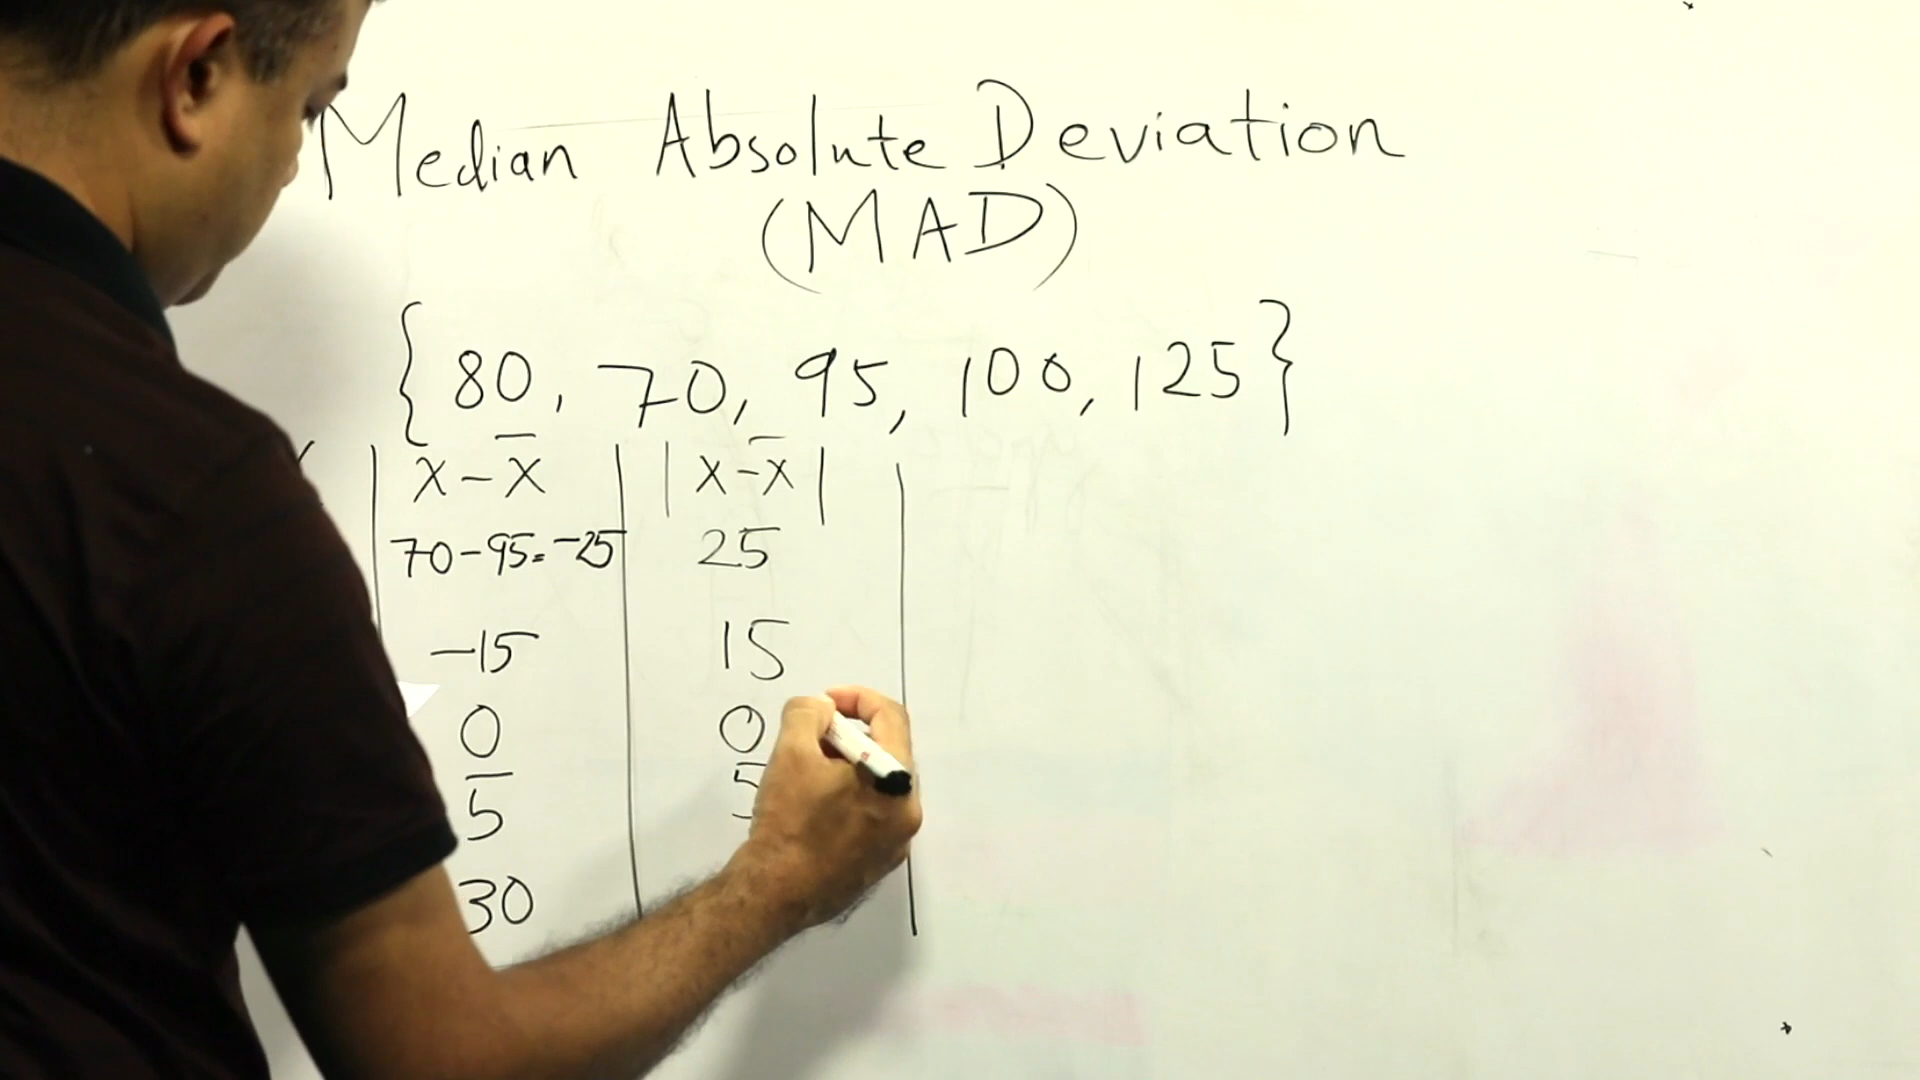 Median Absolute Deviation
(MAD)
{80, 70, 95, 100, 125}
x - x̄ | |x - x̄|
70-95=-25 25
-15 15
0 0
5 5
30